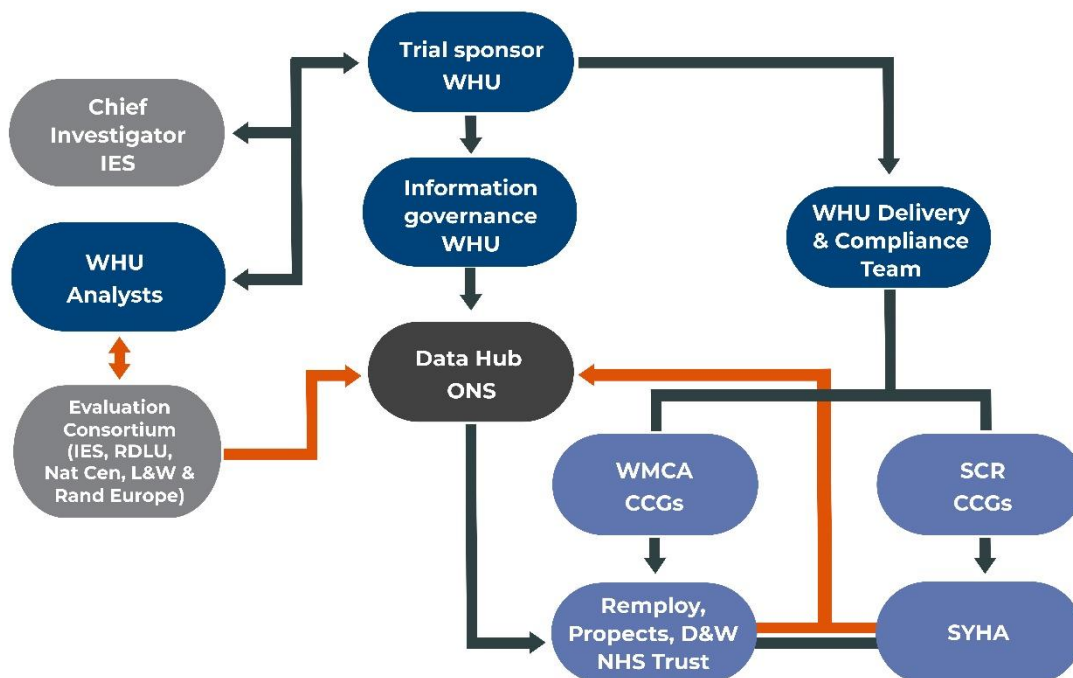 Trial sponsor
WHU
Chief
Investigator
IES
Information
governance
WHU
WHU Delivery
& Compliance
Team
WHU
Analysts
Data Hub
ONS
Evaluation
Consortium
(IES, RDLU,
Nat Cen, L&W &
Rand Europe)
WMCA
CCGs
SCR
CCGs
Remploy,
Propects, D&W
NHS Trust
SYHA